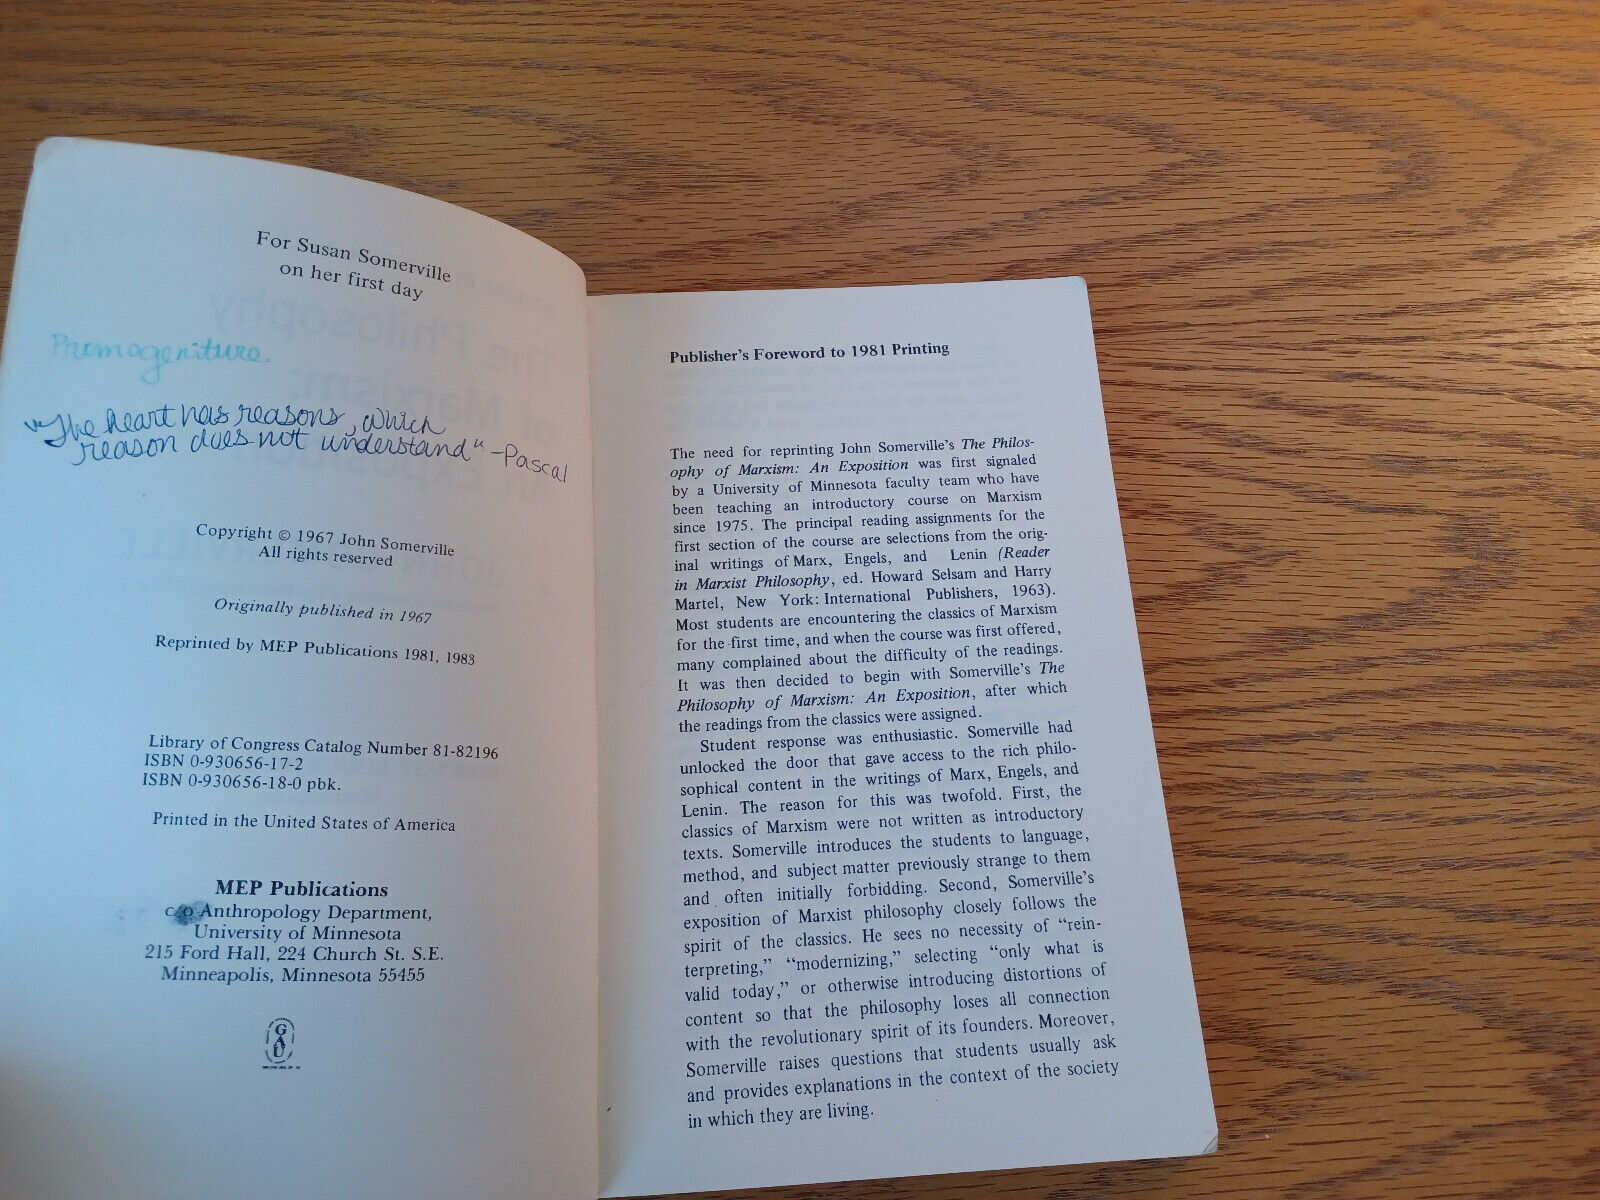 For Susan Somerville
on her first day
Primogeniture
"The heart has reasons, which
reason does not understand" -Pascal
Copyright © 1967 John Somerville
All rights reserved
Originally published in 1967
Reprinted by MEP Publications 1981, 1983
Library of Congress Catalog Number 81-82196
ISBN 0-930656-17-2
ISBN 0-930656-18-0 pbk.
Printed in the United States of America
MEP Publications
c/o Anthropology Department,
University of Minnesota
215 Ford Hall, 224 Church St. S.E.
Minneapolis, Minnesota 55455
GAU
Publisher's Foreword to 1981 Printing
The need for reprinting John Somerville's The Philos-
ophy of Marxism: An Exposition was first signaled
by a University of Minnesota faculty team who have
been teaching an introductory course on Marxism
since 1975. The principal reading assignments for the
first section of the course are selections from the orig-
inal writings of Marx, Engels, and Lenin (Reader
in Marxist Philosophy, ed. Howard Selsam and Harry
Martel, New York: International Publishers, 1963).
Most students are encountering the classics of Marxism
for the first time, and when the course was first offered,
many complained about the difficulty of the readings.
It was then decided to begin with Somerville's The
Philosophy of Marxism: An Exposition, after which
the readings from the classics were assigned.
Student response was enthusiastic. Somerville had
unlocked the door that gave access to the rich philo-
sophical content in the writings of Marx, Engels, and
Lenin. The reason for this was twofold. First, the
classics of Marxism were not written as introductory
texts. Somerville introduces the students to language,
method, and subject matter previously strange to them
and often initially forbidding. Second, Somerville's
exposition of Marxist philosophy closely follows the
spirit of the classics. He sees no necessity of "rein-
terpreting," "modernizing," selecting "only what is
valid today," or otherwise introducing distortions of
content so that the philosophy loses all connection
with the revolutionary spirit of its founders. Moreover,
Somerville raises questions that students usually ask
and provides explanations in the context of the society
in which they are living.